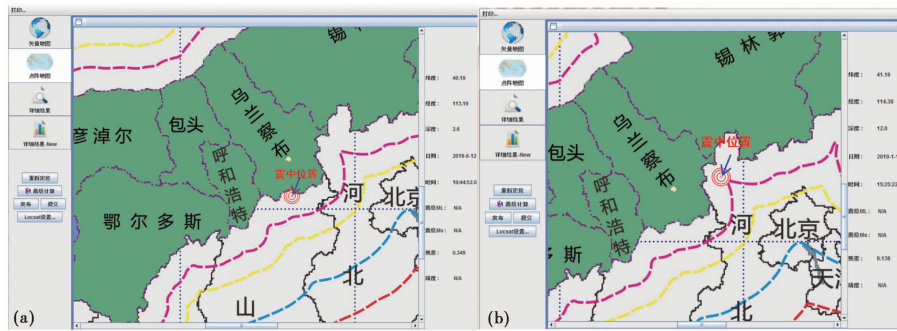 打印...
矢量地图
点阵地图
详细结果
详细结果-New
重新定位
震级计算
发布
提交
Locsat设置...
锡
彦淖尔
包头
乌兰察布
呼和浩特
鄂尔多斯
震中位置
河
北
北京
山
纬度: 40.19
经度: 113.19
深度: 2.0
日期: 2019-6-12
时间: 10:44:52.0
震级ML: N/A
震级Ms: N/A
残差: 0.349
精度: N/A
(a)
打印...
矢量地图
点阵地图
详细结果
详细结果-New
重新定位
震级计算
发布
提交
Locsat设置...
锡林郭
包头
乌兰察布
呼和浩特
多斯
震中位置
河
北
北京
天
纬度: 41.16
经度: 114.38
深度: 12.0
日期: 2019-1-
时间: 15:25:22
震级ML: N/A
震级Ms: N/A
残差: 0.136
精度: N/A
(b)